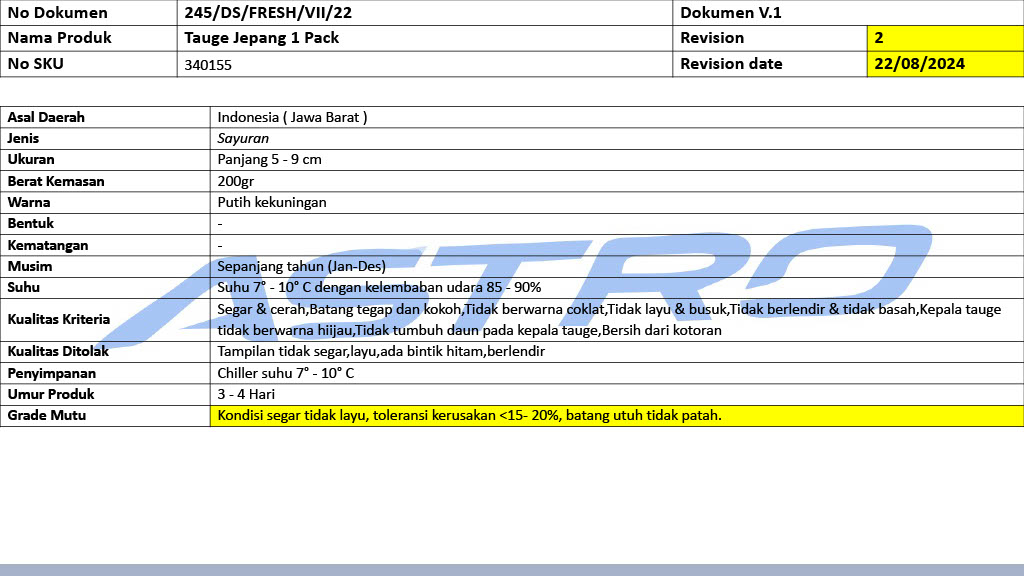 No Dokumen 245/DS/FRESH/VII/22 Dokumen V.1
Nama Produk Tauge Jepang 1 Pack Revision 2
No SKU 340155 Revision date 22/08/2024
Asal Daerah Indonesia ( Jawa Barat )
Jenis Sayuran
Ukuran Panjang 5 - 9 cm
Berat Kemasan 200gr
Warna Putih kekuningan
Bentuk -
Kematangan -
Musim Sepanjang tahun (Jan-Des)
Suhu Suhu 7° - 10° C dengan kelembaban udara 85 - 90%
Kualitas Kriteria Segar & cerah,Batang tegap dan kokoh,Tidak berwarna coklat,Tidak layu & busuk,Tidak berlendir & tidak basah,Kepala tauge
tidak berwarna hiijau,Tidak tumbuh daun pada kepala tauge,Bersih dari kotoran
Kualitas Ditolak Tampilan tidak segar,layu,ada bintik hitam,berlendir
Penyimpanan Chiller suhu 7° - 10° C
Umur Produk 3 - 4 Hari
Grade Mutu Kondisi segar tidak layu, toleransi kerusakan <15- 20%, batang utuh tidak patah.
ASTRO